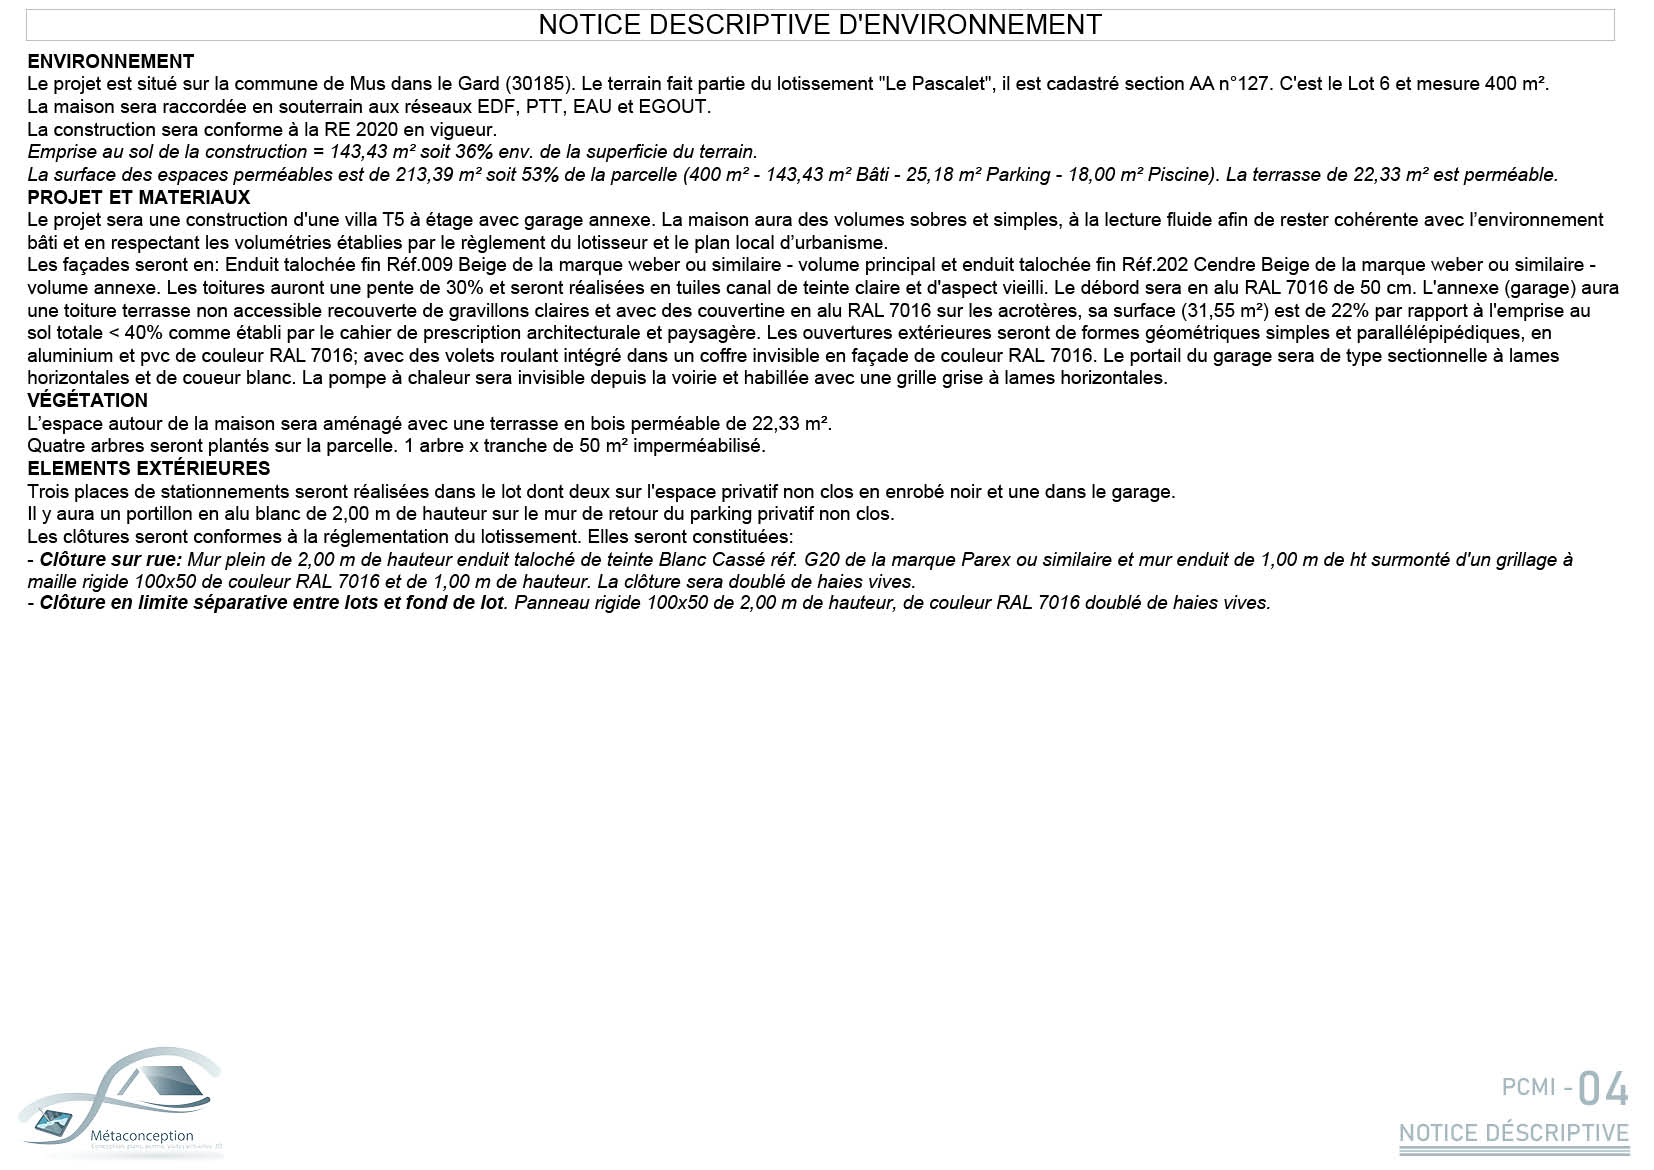 NOTICE DESCRIPTIVE D'ENVIRONNEMENT
ENVIRONNEMENT
Le projet est situé sur la commune de Mus dans le Gard (30185). Le terrain fait partie du lotissement "Le Pascalet", il est cadastré section AA n°127. C'est le Lot 6 et mesure 400 m².
La maison sera raccordée en souterrain aux réseaux EDF, PTT, EAU et EGOUT.
La construction sera conforme à la RE 2020 en vigueur.
Emprise au sol de la construction = 143,43 m² soit 36% env. de la superficie du terrain.
La surface des espaces perméables est de 213,39 m² soit 53% de la parcelle (400 m² - 143,43 m² Bâti - 25,18 m² Parking - 18,00 m² Piscine). La terrasse de 22,33 m² est perméable.
PROJET ET MATERIAUX
Le projet sera une construction d'une villa T5 à étage avec garage annexe. La maison aura des volumes sobres et simples, à la lecture fluide afin de rester cohérente avec l’environnement
bâti et en respectant les volumétries établies par le règlement du lotisseur et le plan local d’urbanisme.
Les façades seront en: Enduit talochée fin Réf.009 Beige de la marque weber ou similaire - volume principal et enduit talochée fin Réf.202 Cendre Beige de la marque weber ou similaire -
volume annexe. Les toitures auront une pente de 30% et seront réalisées en tuiles canal de teinte claire et d'aspect vieilli. Le débord sera en alu RAL 7016 de 50 cm. L'annexe (garage) aura
une toiture terrasse non accessible recouverte de gravillons claires et avec des couvertine en alu RAL 7016 sur les acrotères, sa surface (31,55 m²) est de 22% par rapport à l'emprise au
sol totale < 40% comme établi par le cahier de prescription architecturale et paysagère. Les ouvertures extérieures seront de formes géométriques simples et parallélépipédiques, en
aluminium et pvc de couleur RAL 7016; avec des volets roulant intégré dans un coffre invisible en façade de couleur RAL 7016. Le portail du garage sera de type sectionnelle à lames
horizontales et de coueur blanc. La pompe à chaleur sera invisible depuis la voirie et habillée avec une grille grise à lames horizontales.
VÉGÉTATION
L’espace autour de la maison sera aménagé avec une terrasse en bois perméable de 22,33 m².
Quatre arbres seront plantés sur la parcelle. 1 arbre x tranche de 50 m² imperméabilisé.
ELEMENTS EXTÉRIEURES
Trois places de stationnements seront réalisées dans le lot dont deux sur l'espace privatif non clos en enrobé noir et une dans le garage.
Il y aura un portillon en alu blanc de 2,00 m de hauteur sur le mur de retour du parking privatif non clos.
Les clôtures seront conformes à la réglementation du lotissement. Elles seront constituées:
- Clôture sur rue: Mur plein de 2,00 m de hauteur enduit taloché de teinte Blanc Cassé réf. G20 de la marque Parex ou similaire et mur enduit de 1,00 m de ht surmonté d'un grillage à
maille rigide 100x50 de couleur RAL 7016 et de 1,00 m de hauteur. La clôture sera doublé de haies vives.
- Clôture en limite séparative entre lots et fond de lot. Panneau rigide 100x50 de 2,00 m de hauteur, de couleur RAL 7016 doublé de haies vives.
Métaconception
PCMI - 04
NOTICE DÉSCRIPTIVE